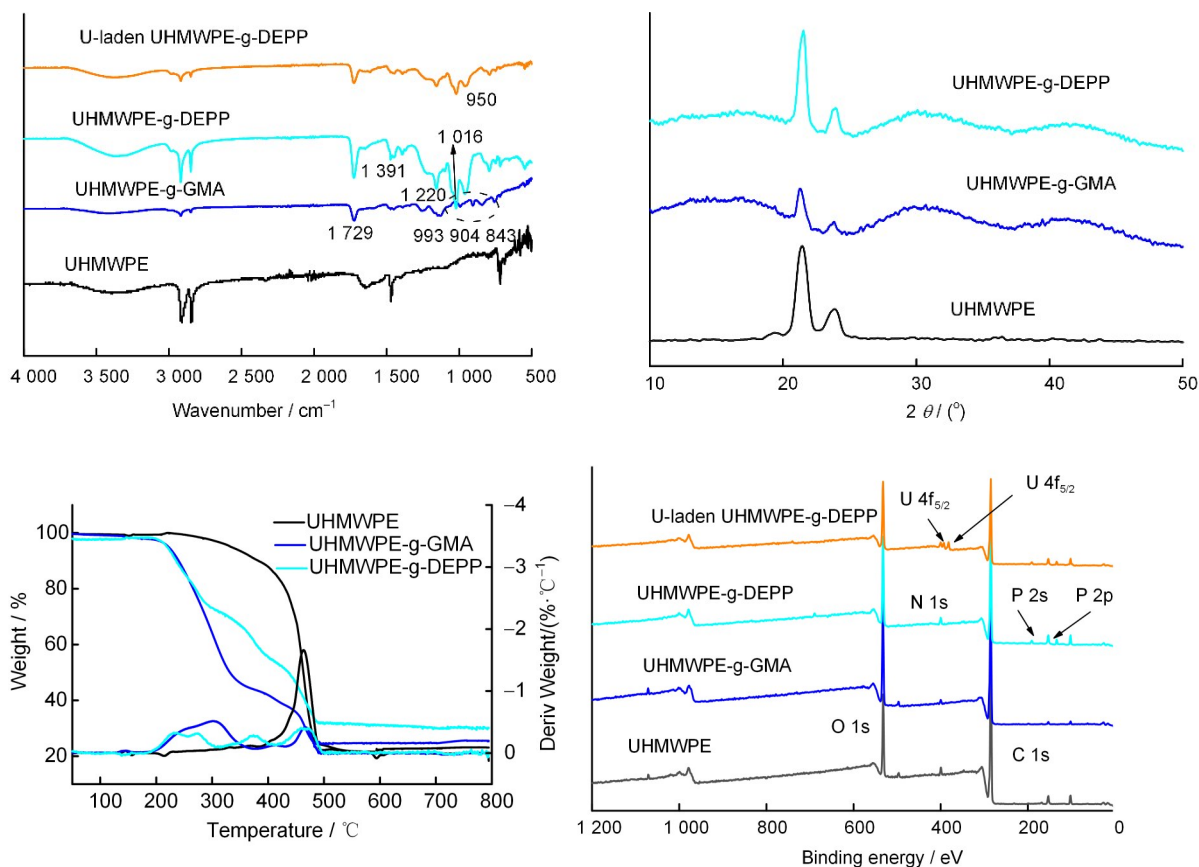 U-laden UHMWPE-g-DEPP
950
UHMWPE-g-DEPP
1 016
1 391
UHMWPE-g-GMA
1 220
1 729
993 904 843
UHMWPE
4 000 3 500 3 000 2 500 2 000 1 500 1 000 500
Wavenumber / cm⁻¹
UHMWPE-g-DEPP
UHMWPE-g-GMA
UHMWPE
10 20 30 40 50
2 θ / (°)
100
80
60
40
20
Weight / %
UHMWPE
UHMWPE-g-GMA
UHMWPE-g-DEPP
−4
−3
−2
−1
0
Deriv Weight/(%·℃⁻¹)
100 200 300 400 500 600 700 800
Temperature / ℃
U 4f₅/₂ U 4f₅/₂
U-laden UHMWPE-g-DEPP
UHMWPE-g-DEPP
N 1s
P 2s P 2p
UHMWPE-g-GMA
O 1s
UHMWPE
C 1s
1 200 1 000 800 600 400 200 0
Binding energy / eV